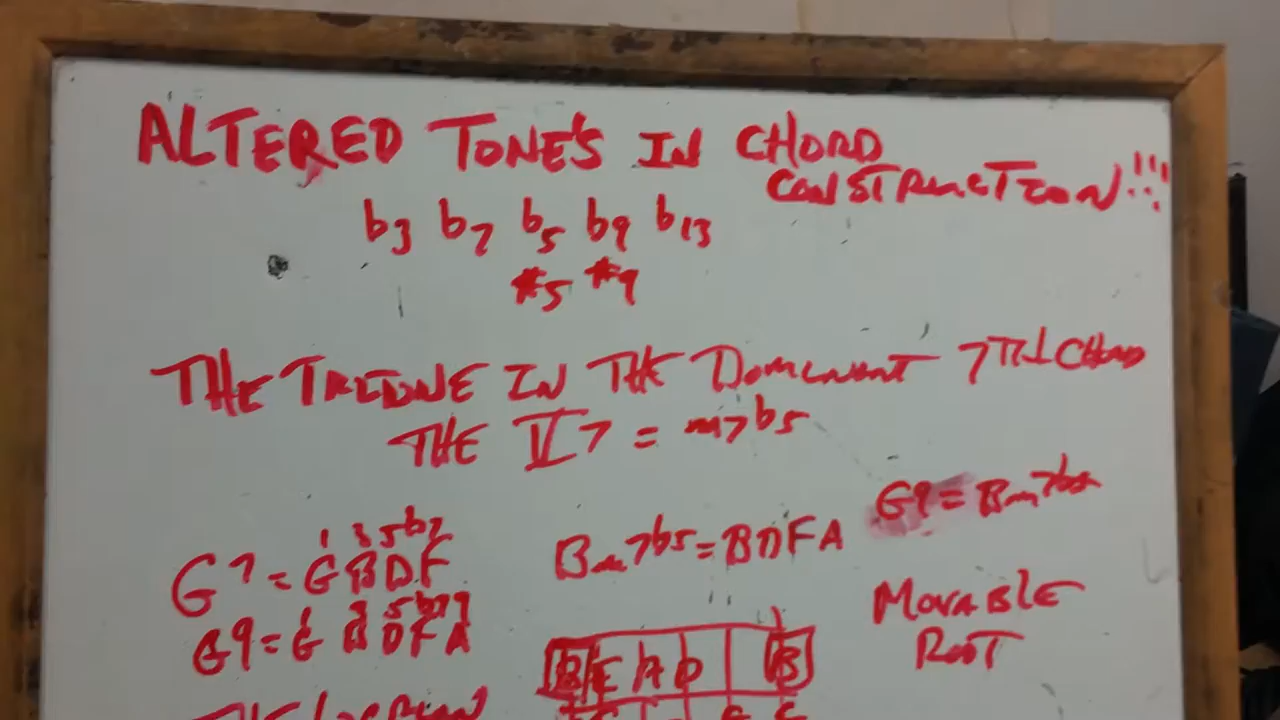 ALTERED TONE'S IN CHORD
CONSTRUCTION!!!
b3 b7 b5 b9 b13
#5 #9
THE TRITONE IN THE DOMINANT 7TH CHORD
THE V7 = m7b5
G9 = Bm7b5
1 3 5 b7
G7 = G B D F
Bm7b5 = B D F A
1 3 5 b7 9
G9 = G B D F A
MOVABLE
ROOT
B E A D B
THE LOCRIAN